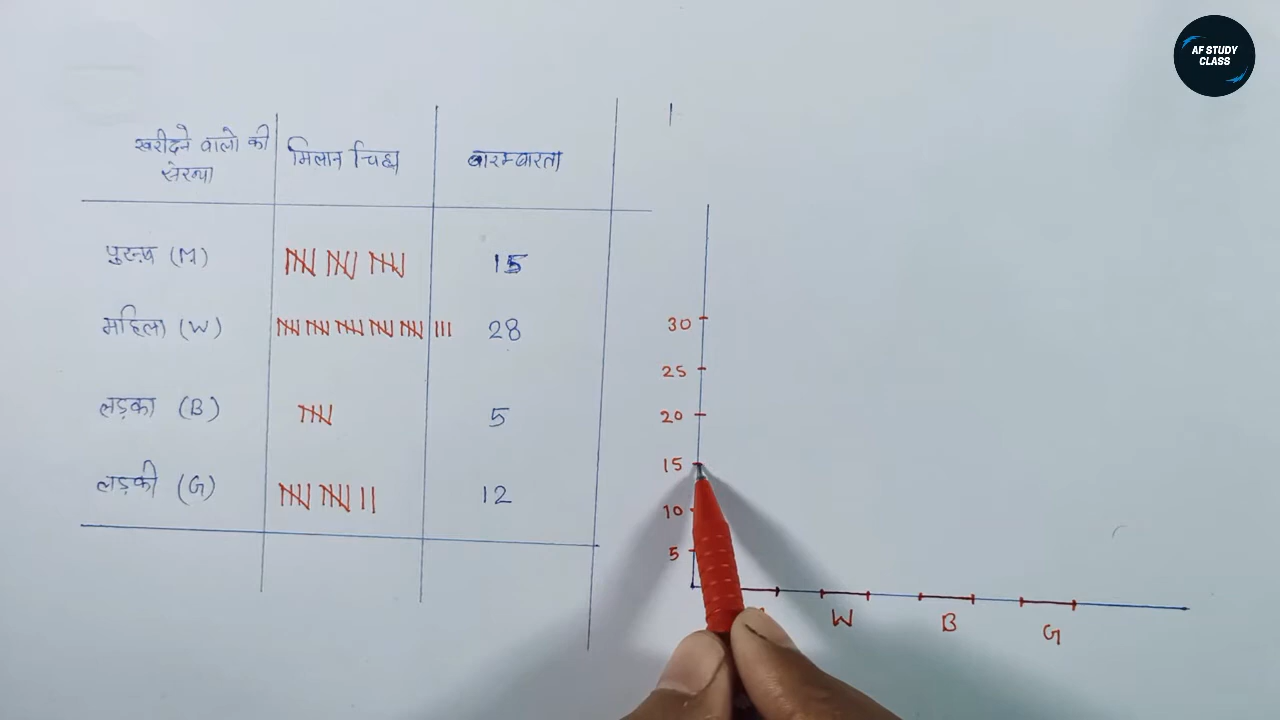 AF STUDY
CLASS
खरीदने वालो की
संख्या
मिलान चिह्न
बारम्बारता
पुरुष (M)
15
महिला (W)
28
लड़का (B)
5
लड़की (G)
12
30
25
20
15
10
5
W
B
G